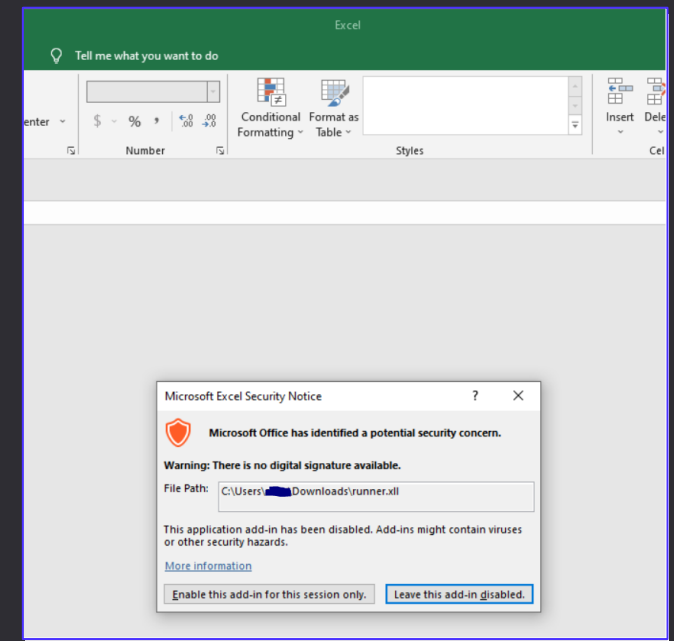 Excel
Tell me what you want to do
enter
$ % , .00 .00
Conditional Formatting
Format as Table
Insert
Dele
Number
Styles
Cel
Microsoft Excel Security Notice ? X
Microsoft Office has identified a potential security concern.
Warning: There is no digital signature available.
File Path: C:\Users\ \Downloads\runner.xll
This application add-in has been disabled. Add-ins might contain viruses
or other security hazards.
More information
Enable this add-in for this session only. Leave this add-in disabled.